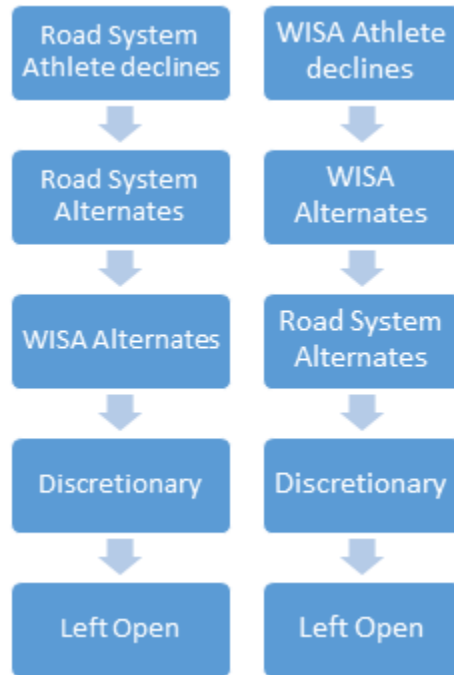 Road System
Athlete declines
Road System
Alternates
WISA Alternates
Discretionary
Left Open
WISA Athlete
declines
WISA
Alternates
Road System
Alternates
Discretionary
Left Open